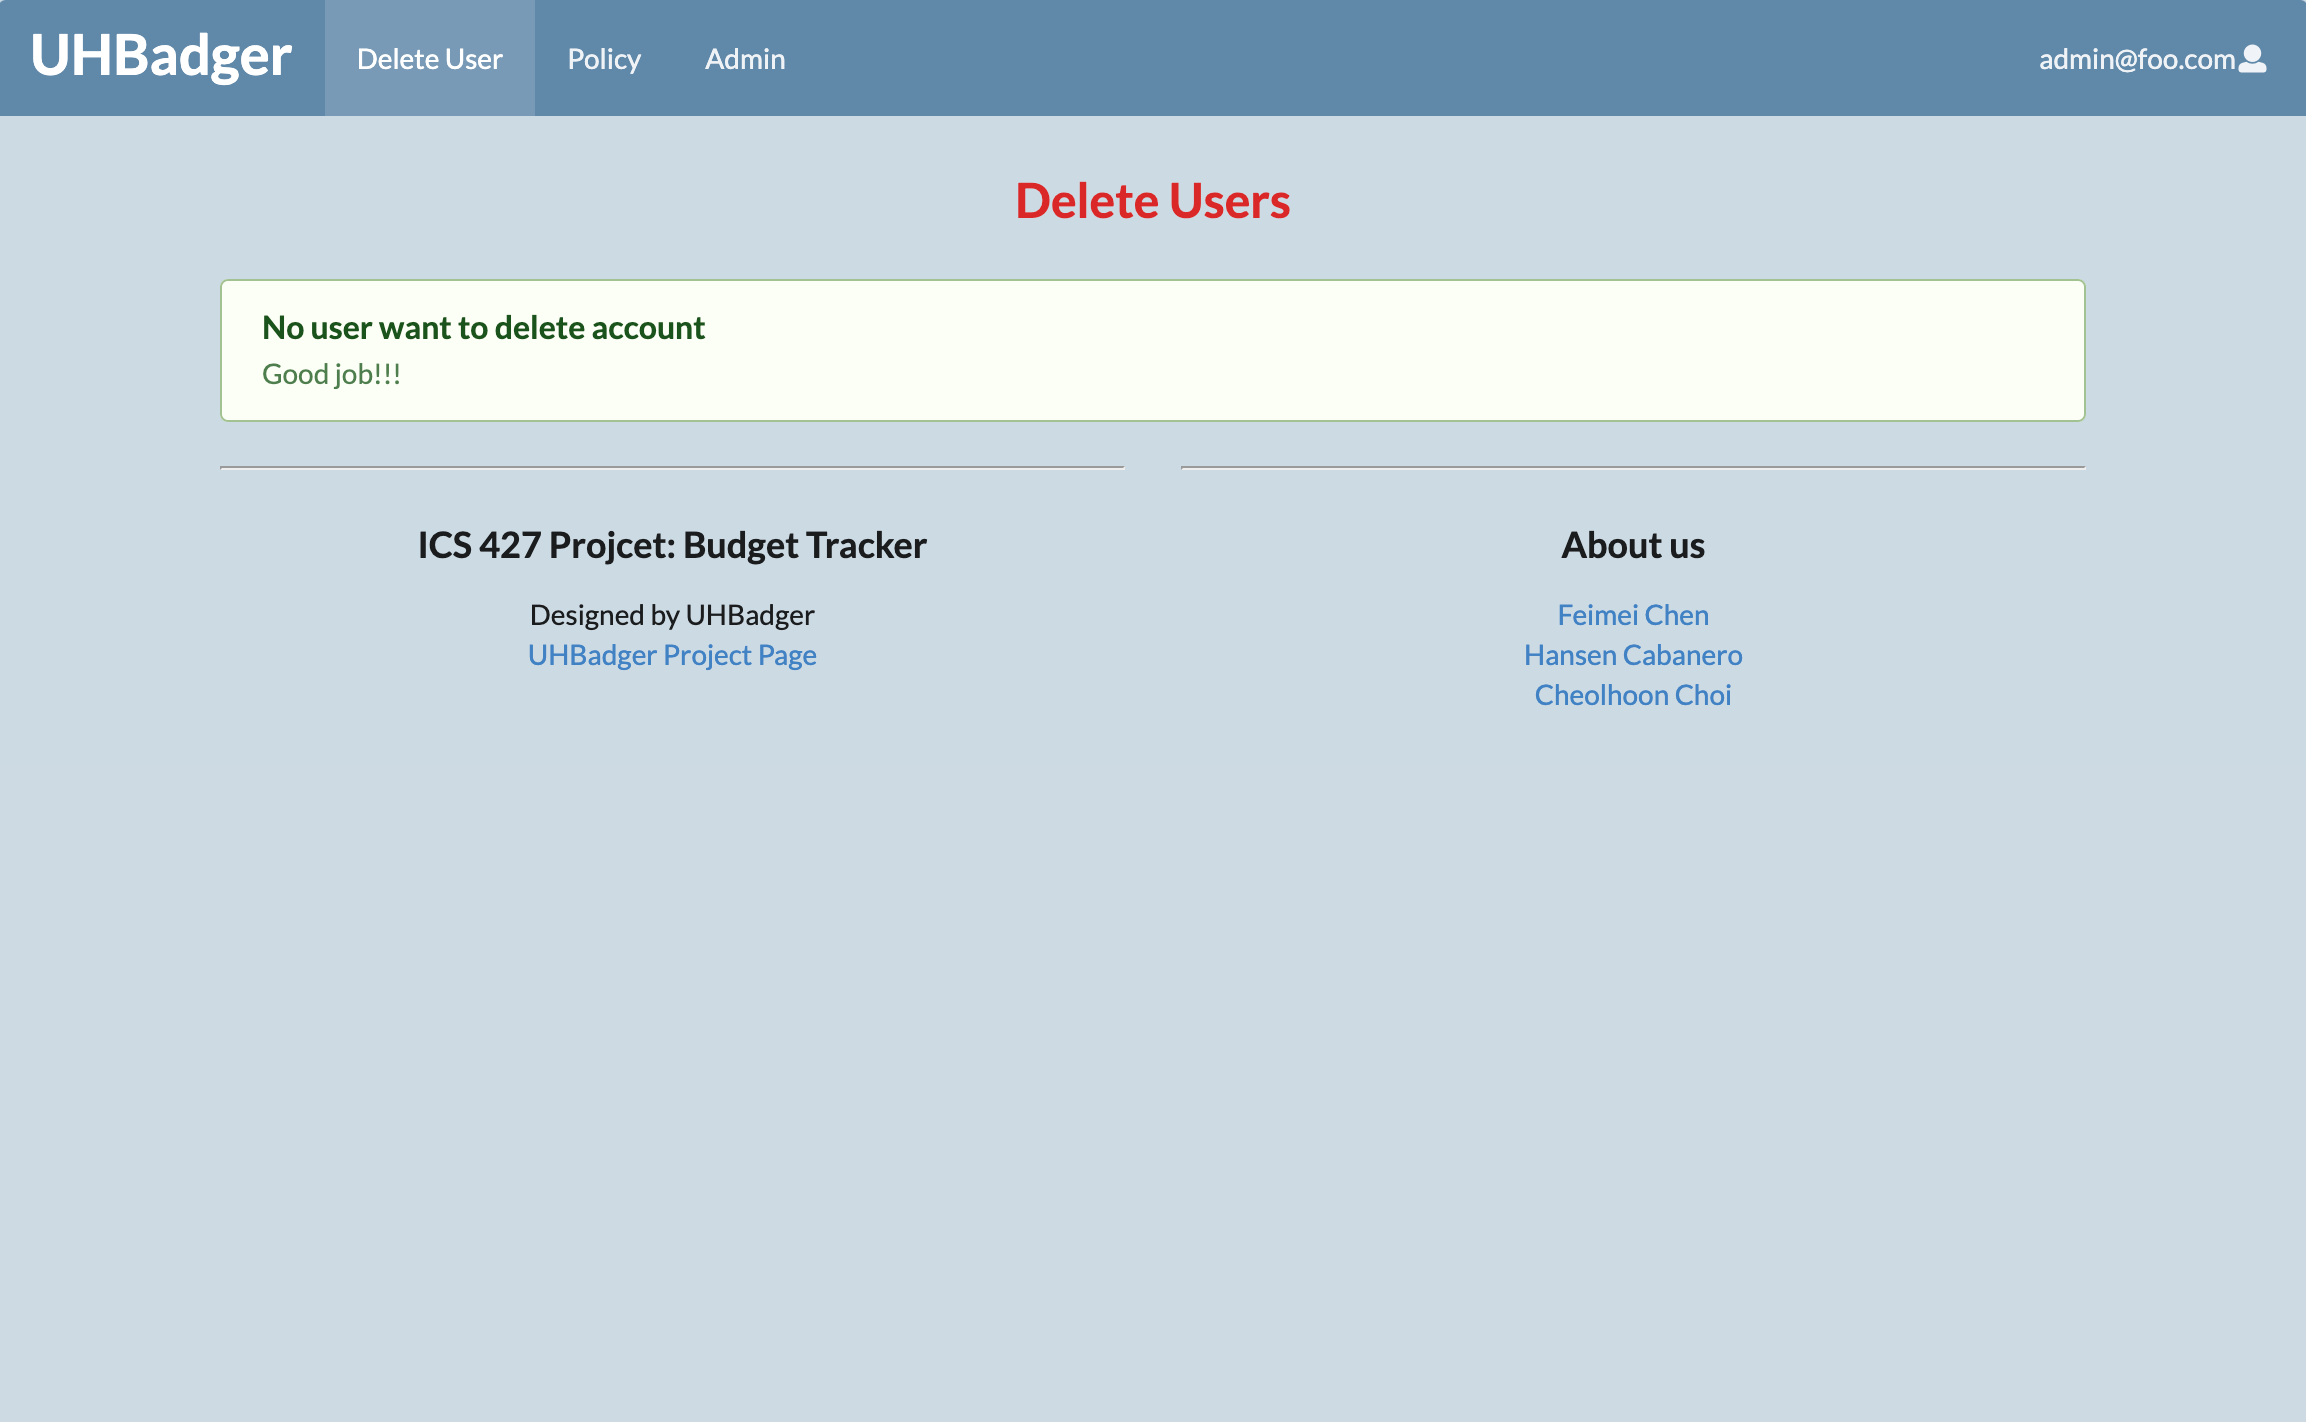 UHBadger Delete User Policy Admin admin@foo.com
Delete Users
No user want to delete account
Good job!!!
ICS 427 Projcet: Budget Tracker
Designed by UHBadger
UHBadger Project Page
About us
Feimei Chen
Hansen Cabanero
Cheolhoon Choi